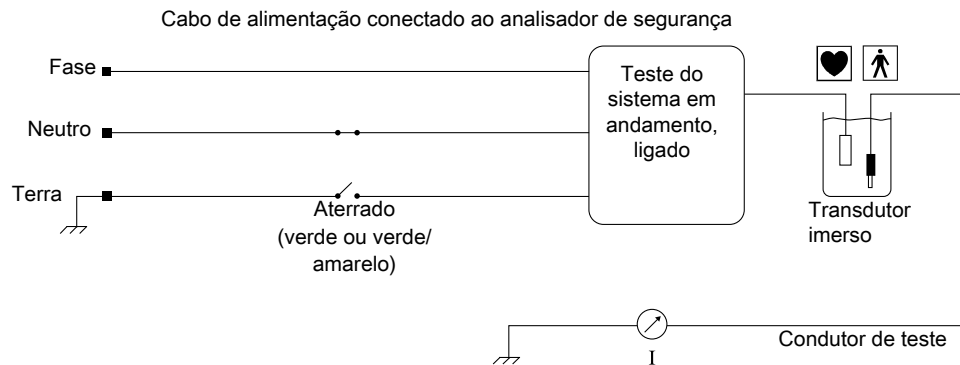 Cabo de alimentação conectado ao analisador de segurança
Fase
Neutro
Terra
Aterrado
(verde ou verde/
amarelo)
Teste do
sistema em
andamento,
ligado
Transdutor
imerso
Condutor de teste
I